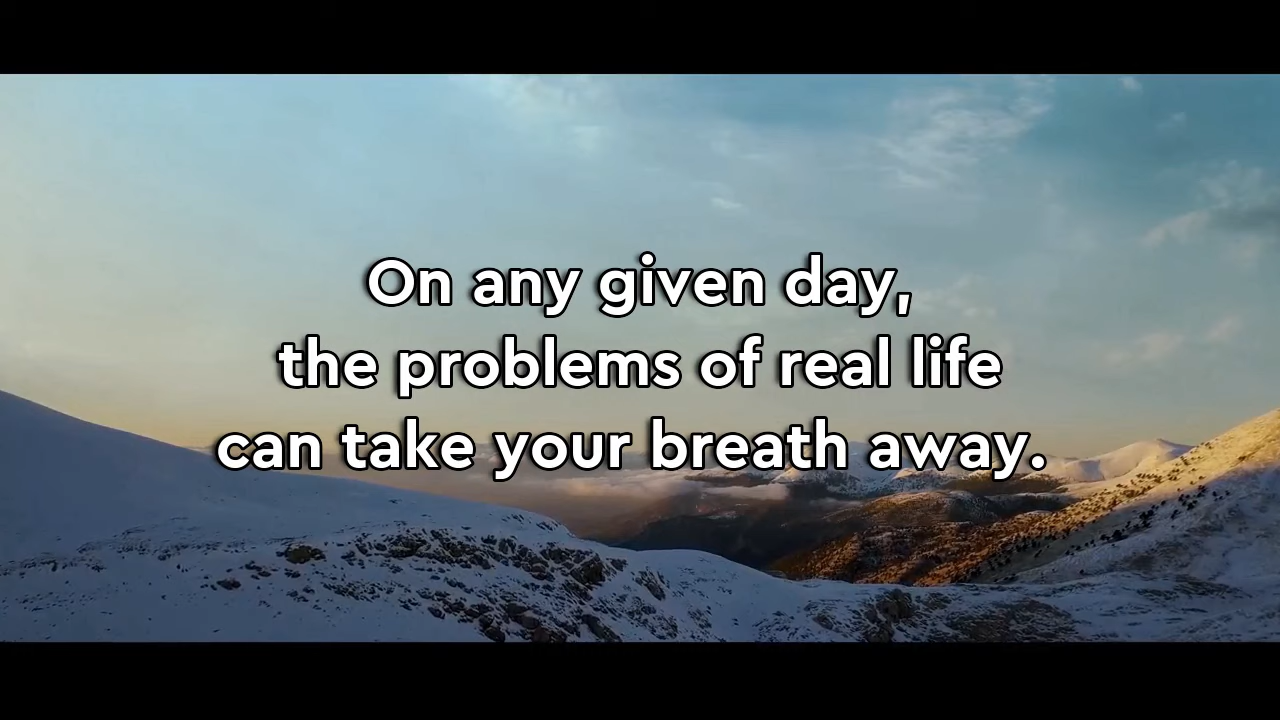 On any given day,
the problems of real life
can take your breath away.